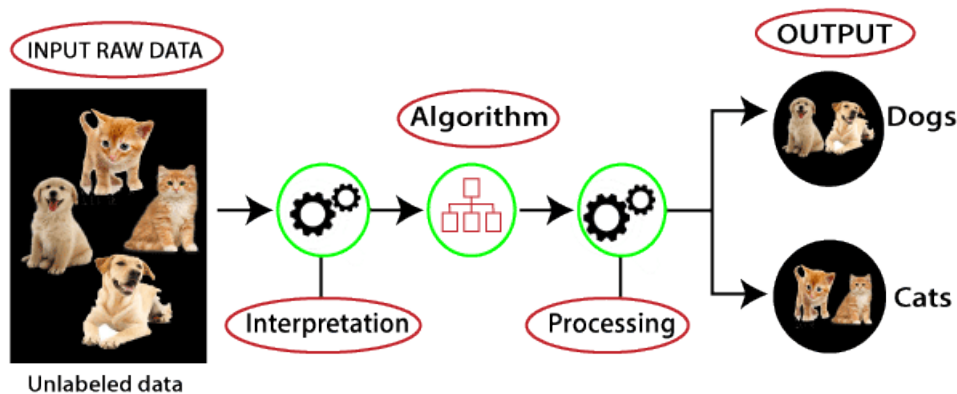 INPUT RAW DATA
Unlabeled data
Interpretation
Algorithm
Processing
OUTPUT
Dogs
Cats